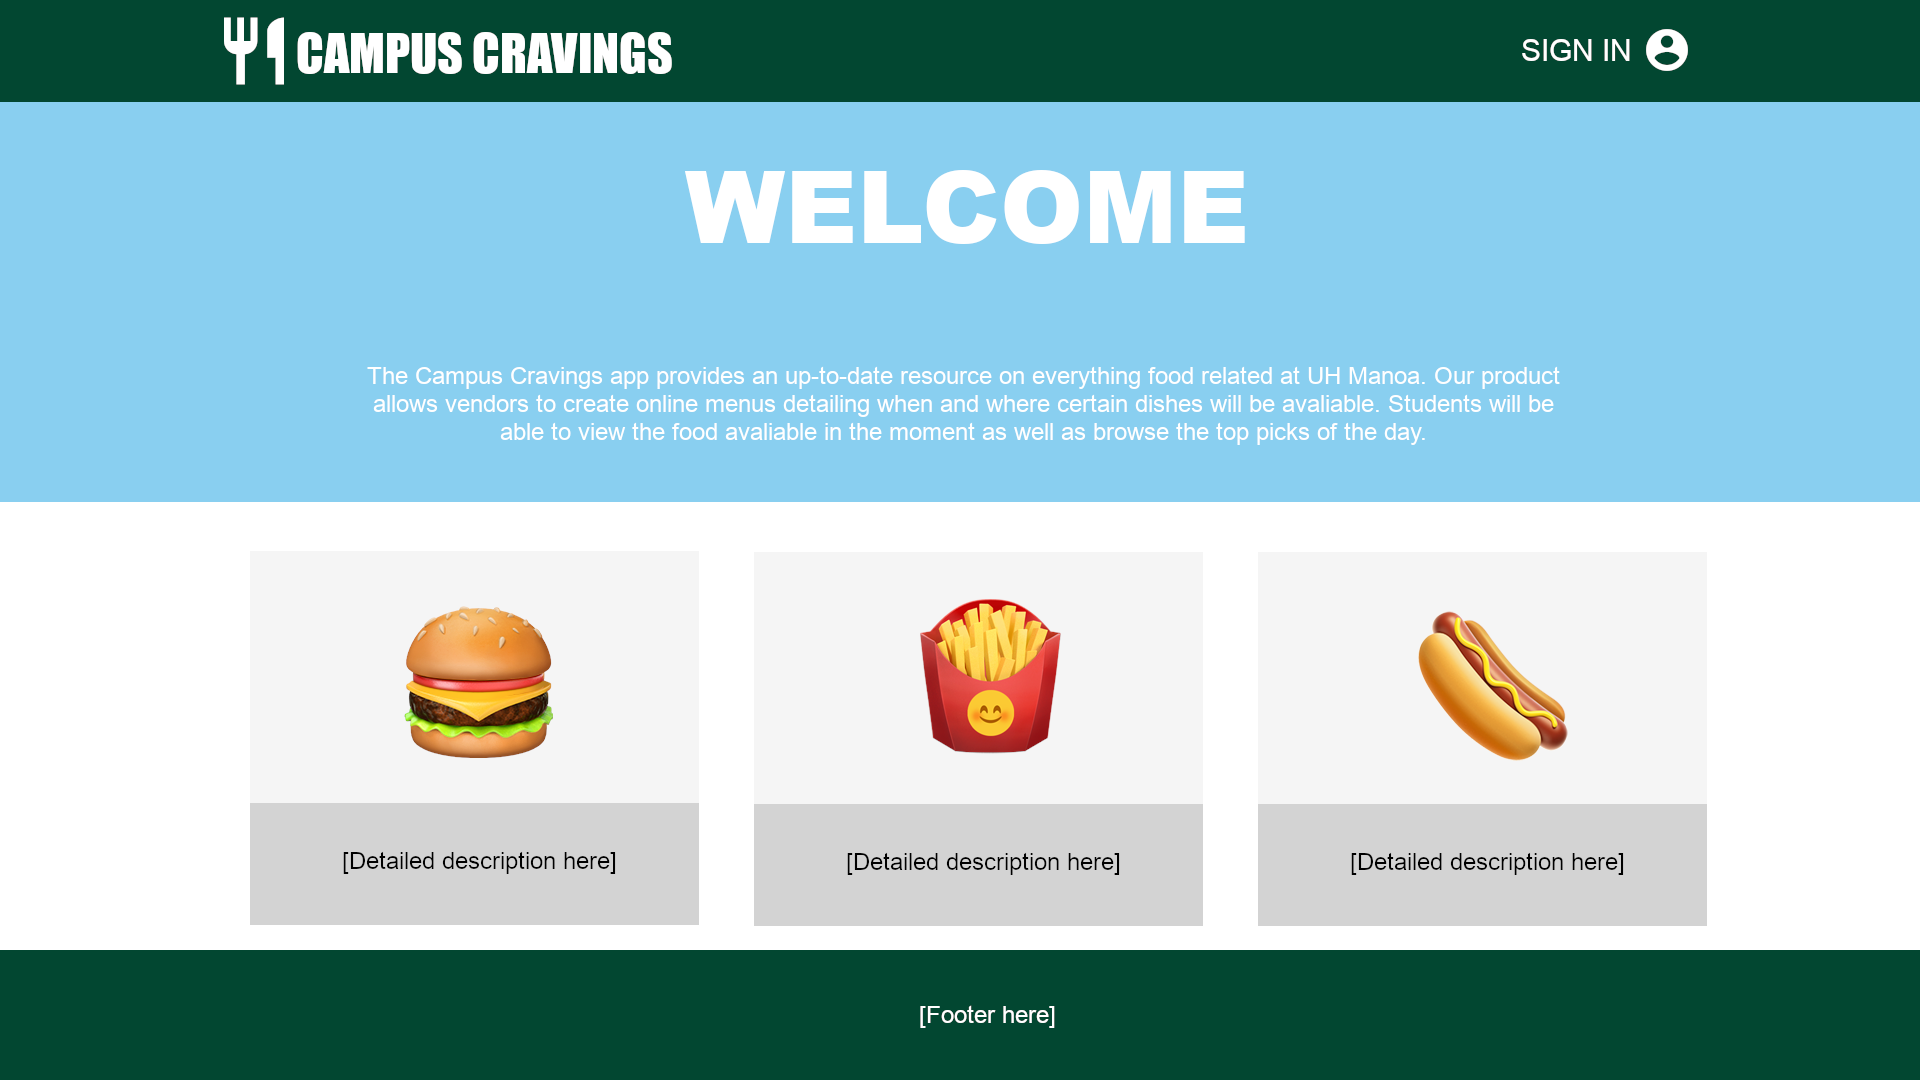 CAMPUS CRAVINGS
SIGN IN
WELCOME
The Campus Cravings app provides an up-to-date resource on everything food related at UH Manoa. Our product
allows vendors to create online menus detailing when and where certain dishes will be avaliable. Students will be
able to view the food avaliable in the moment as well as browse the top picks of the day.
[Detailed description here]
[Detailed description here]
[Detailed description here]
[Footer here]